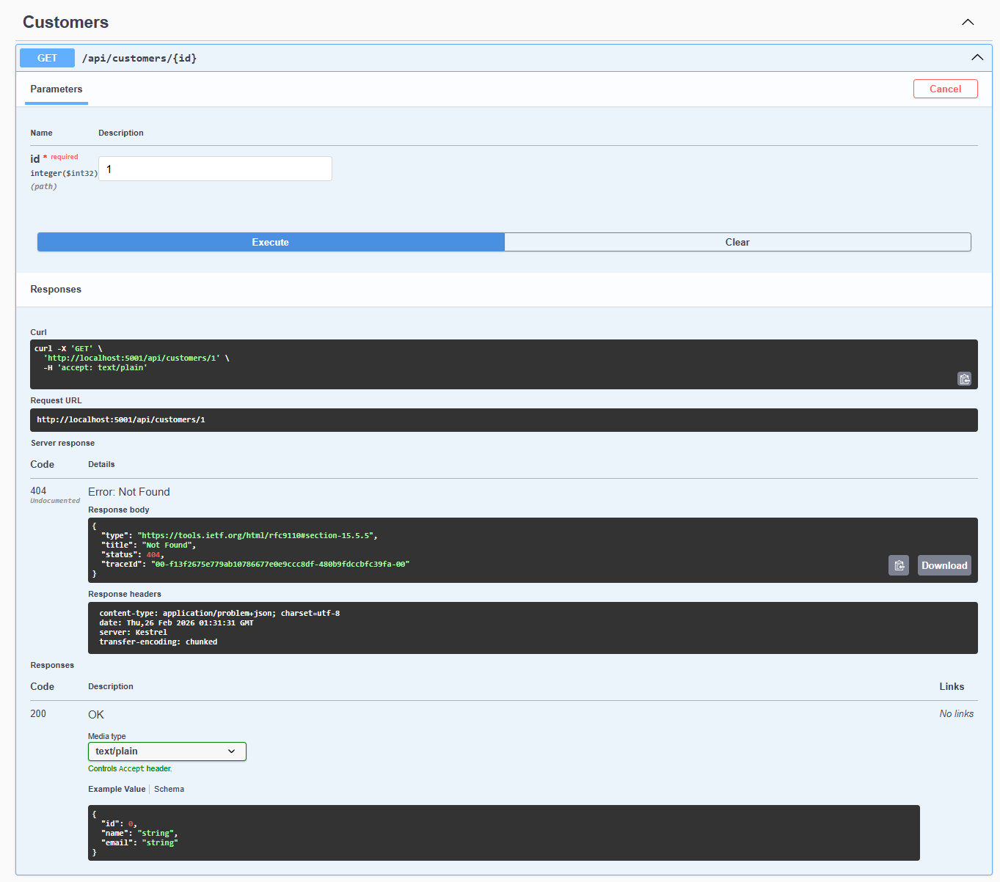 Customers
GET /api/customers/{id}
Parameters
Cancel
Name Description
id * required
integer($int32)
(path)
1
Execute
Clear
Responses
Curl
curl -X 'GET' \
  'http://localhost:5001/api/customers/1' \
  -H 'accept: text/plain'
Request URL
http://localhost:5001/api/customers/1
Server response
Code Details
404
Undocumented
Error: Not Found
Response body
{
  "type": "https://tools.ietf.org/html/rfc9110#section-15.5.5",
  "title": "Not Found",
  "status": 404,
  "traceId": "00-f13f2675e779ab10786677e0e9ccc8df-480b9fdccbfc39fa-00"
}
Download
Response headers
content-type: application/problem+json; charset=utf-8
date: Thu,26 Feb 2026 01:31:31 GMT
server: Kestrel
transfer-encoding: chunked
Responses
Code Description Links
200 OK No links
Media type
text/plain
Controls Accept header.
Example Value Schema
{
  "id": 0,
  "name": "string",
  "email": "string"
}